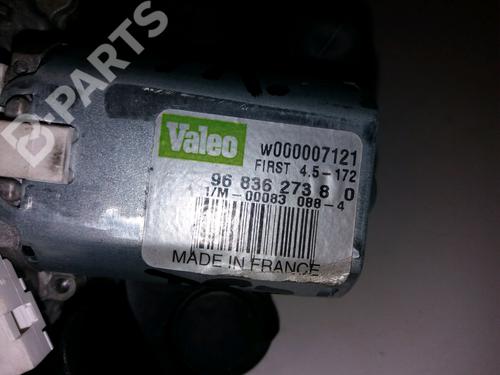 B-PARTS
Valeo
W000007121
FIRST 4.5-172
96 836 273 8 0
1/M-00083 088-4
MADE IN FRANCE